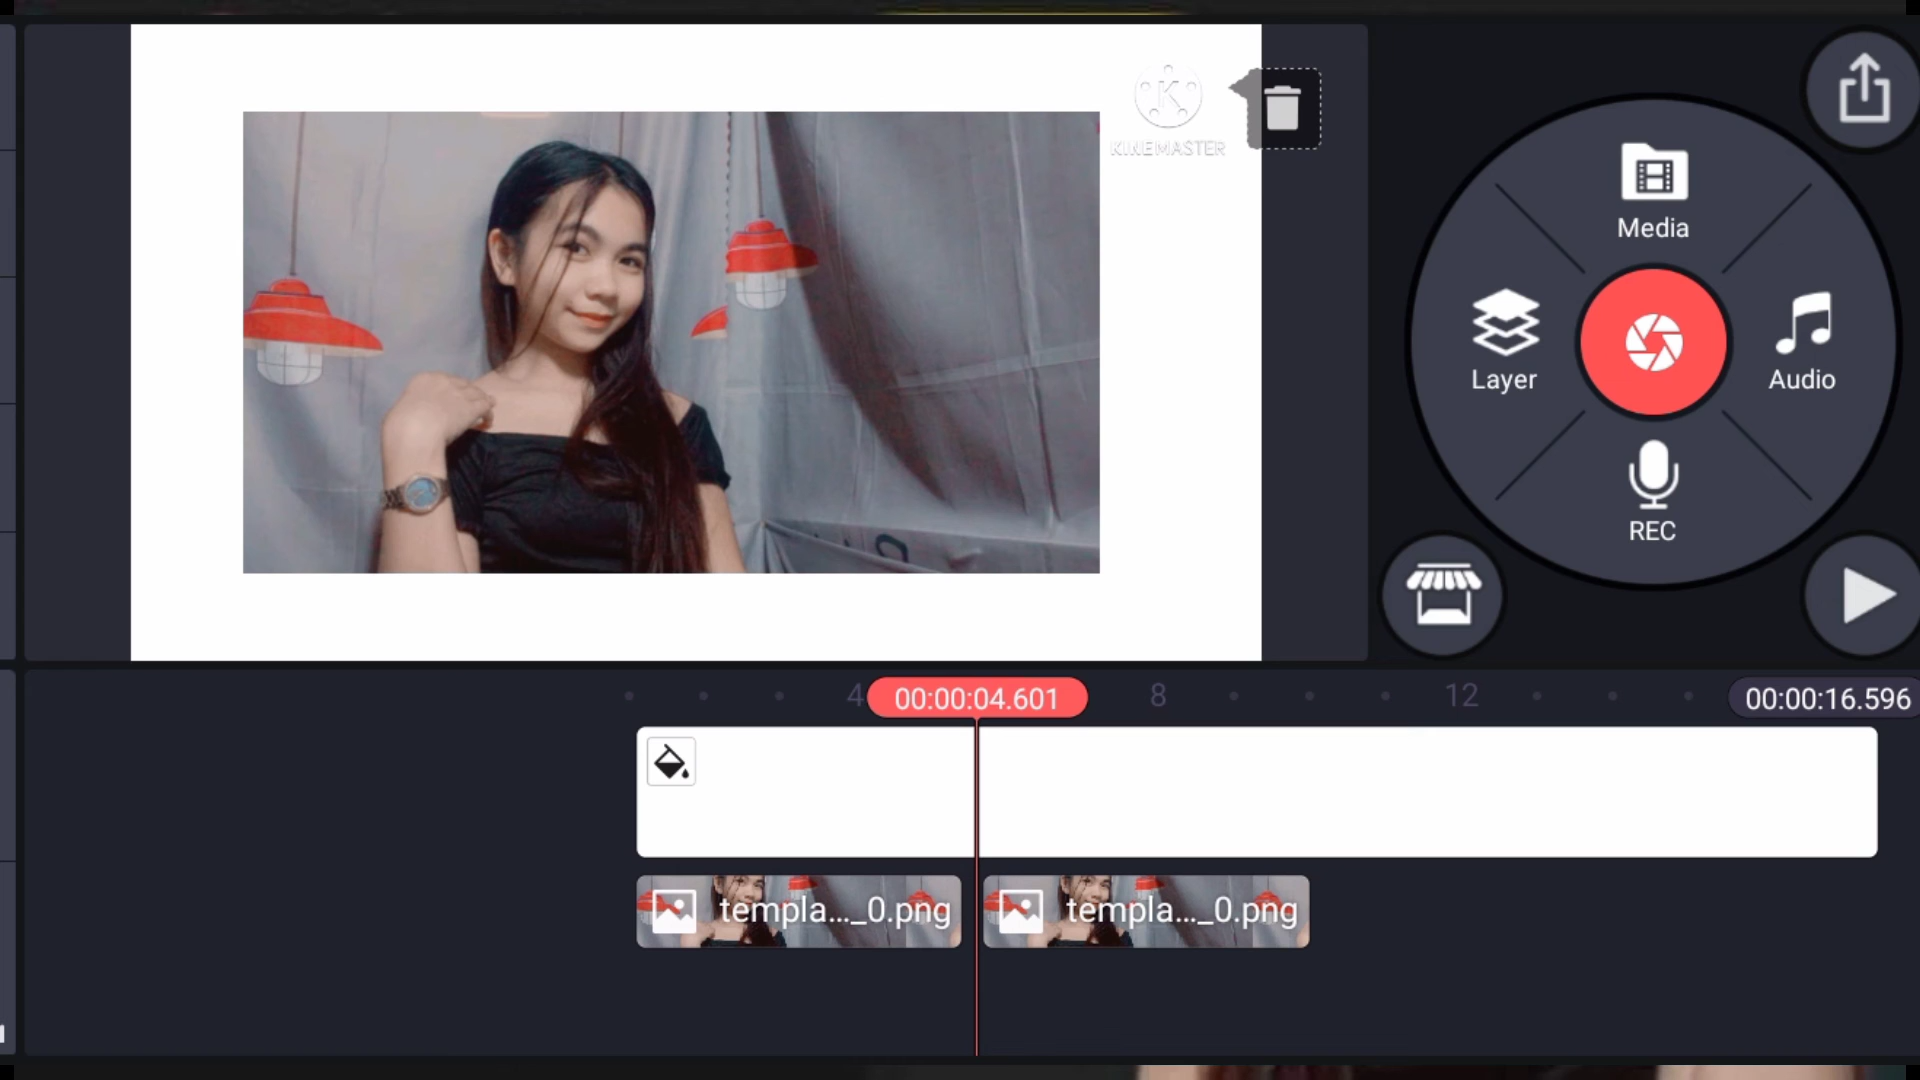 KINEMASTER
Media
Layer
Audio
REC
4
00:00:04.601
8
12
00:00:16.596
templa..._0.png
templa..._0.png